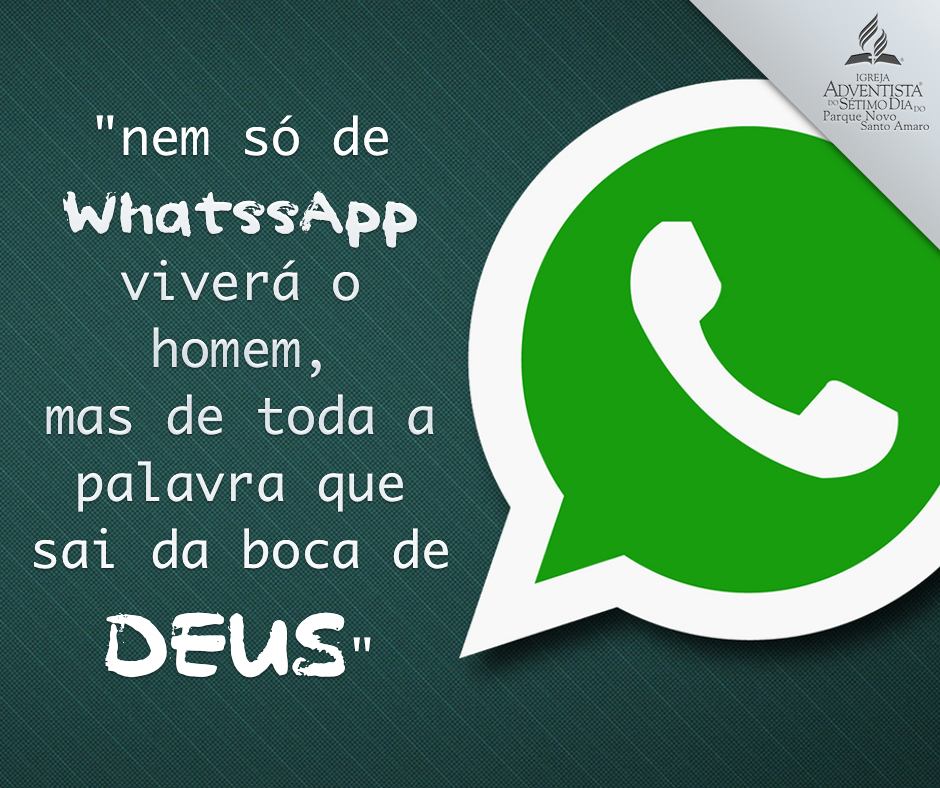 IGREJA
ADVENTISTA®
DO SÉTIMO DIA DO
Parque Novo
Santo Amaro
"nem só de
WhatssApp
viverá o
homem,
mas de toda a
palavra que
sai da boca de
DEUS"